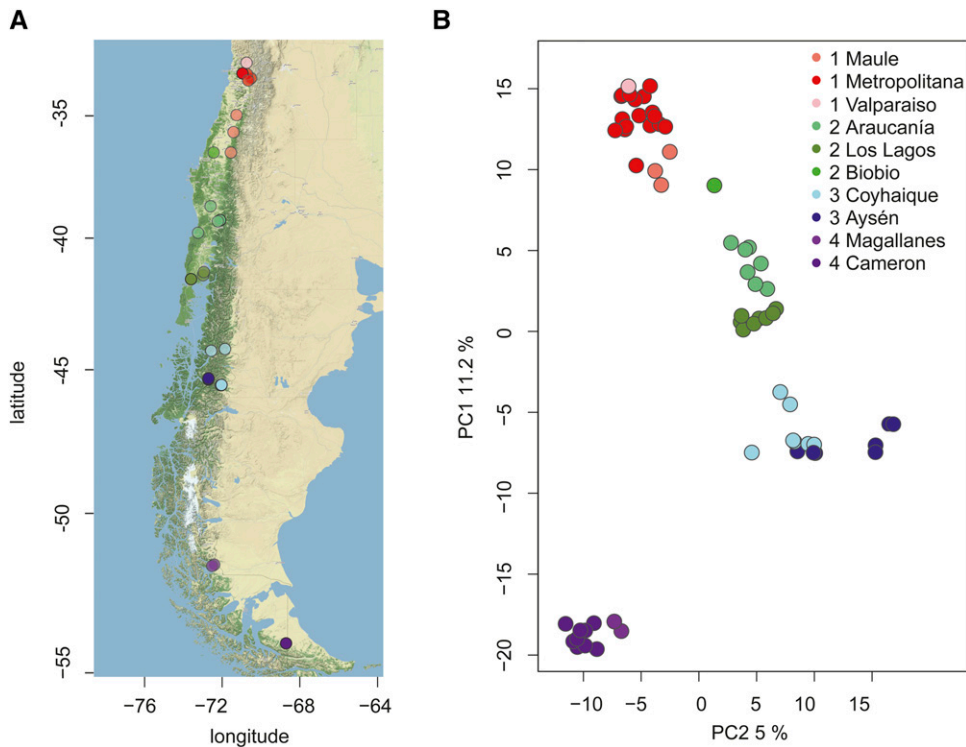 A
−35
−40
−45
−50
−55
latitude
−76
−72
−68
−64
longitude
B
15
10
5
0
−5
−10
−15
−20
PC1 11.2 %
−10
−5
0
5
10
15
PC2 5 %
1 Maule
1 Metropolitana
1 Valparaiso
2 Araucanía
2 Los Lagos
2 Biobio
3 Coyhaique
3 Aysén
4 Magallanes
4 Cameron